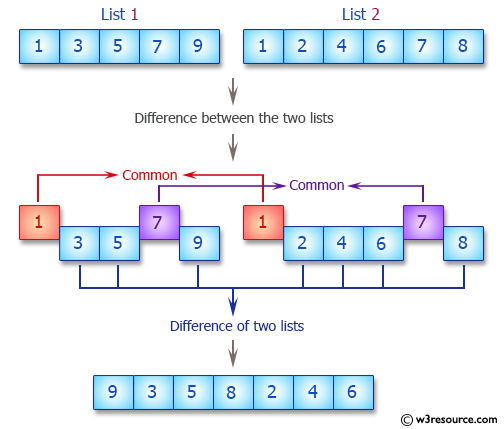 List 1 List 2
1 3 5 7 9 1 2 4 6 7 8
Difference between the two lists
Common
Common
1 7 1 7
3 5 9 2 4 6 8
Difference of two lists
9 3 5 8 2 4 6
© w3resource.com